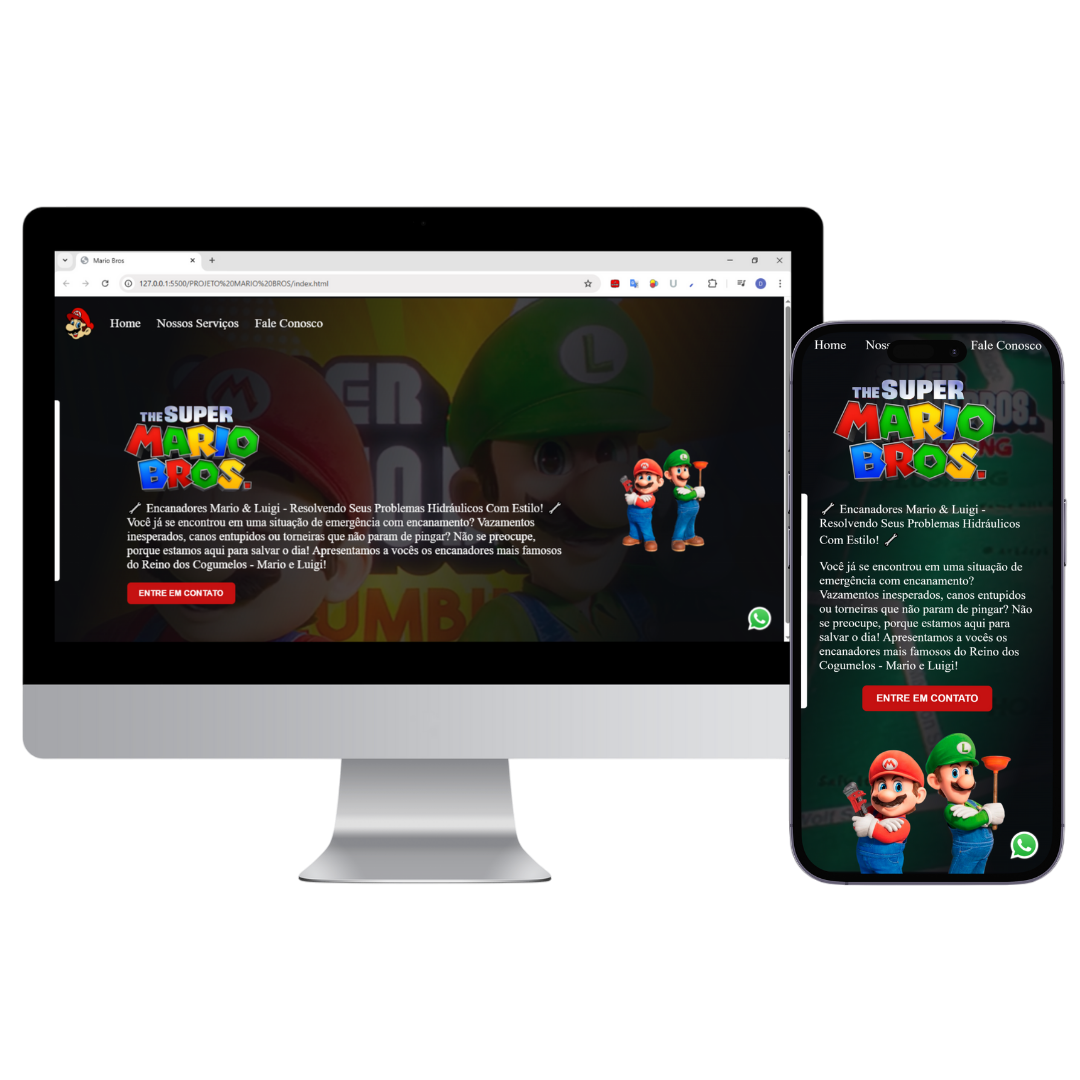 Mario Bros
127.0.0.1:5500/PROJETO%20MARIO%20BROS/index.html
Home Nossos Serviços Fale Conosco
THE SUPER
MARIO
BROS.
Encanadores Mario & Luigi - Resolvendo Seus Problemas Hidráulicos Com Estilo!
Você já se encontrou em uma situação de emergência com encanamento? Vazamentos
inesperados, canos entupidos ou torneiras que não param de pingar? Não se preocupe,
porque estamos aqui para salvar o dia! Apresentamos a vocês os encanadores mais famosos
do Reino dos Cogumelos - Mario e Luigi!
ENTRE EM CONTATO
M
L
Home Noss Fale Conosco
THE SUPER
MARIO
BROS.
Encanadores Mario & Luigi -
Resolvendo Seus Problemas Hidráulicos
Com Estilo!
Você já se encontrou em uma situação de
emergência com encanamento?
Vazamentos inesperados, canos entupidos
ou torneiras que não param de pingar? Não
se preocupe, porque estamos aqui para
salvar o dia! Apresentamos a vocês os
encanadores mais famosos do Reino dos
Cogumelos - Mario e Luigi!
ENTRE EM CONTATO
M
L